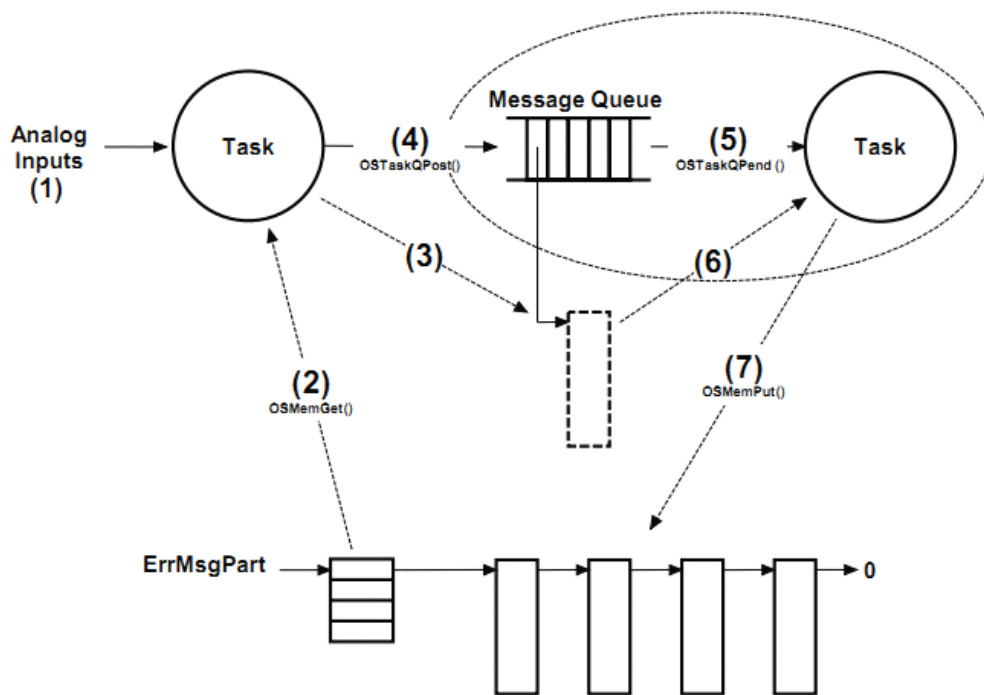 Message Queue
Analog
Inputs
(1)
Task
(4)
OSTaskQPost()
(5)
OSTaskQPend ()
Task
(3)
(6)
(2)
OSMemGet()
(7)
OSMemPut()
ErrMsgPart
0